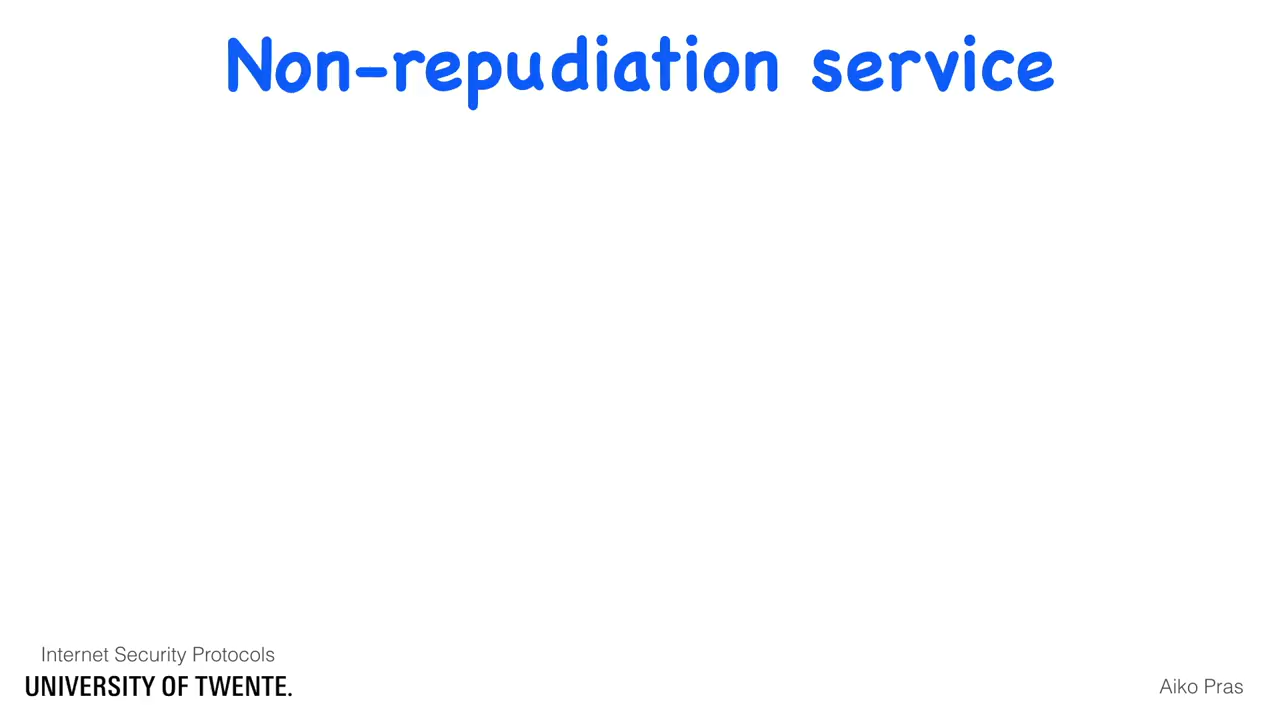 Non-repudiation service
Internet Security Protocols
UNIVERSITY OF TWENTE.
Aiko Pras